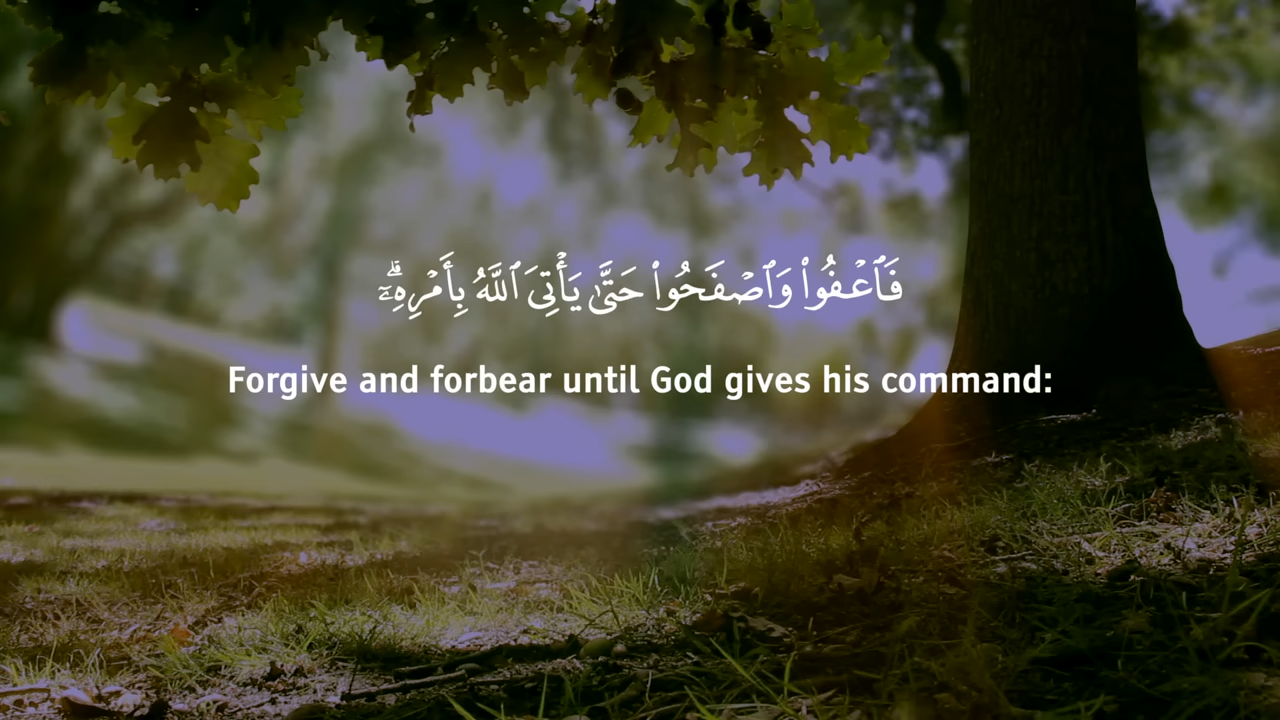 فَٱعْفُوا۟ وَٱصْفَحُوا۟ حَتَّىٰ يَأْتِىَ ٱللَّهُ بِأَمْرِهِۦٓ ۗ
Forgive and forbear until God gives his command: